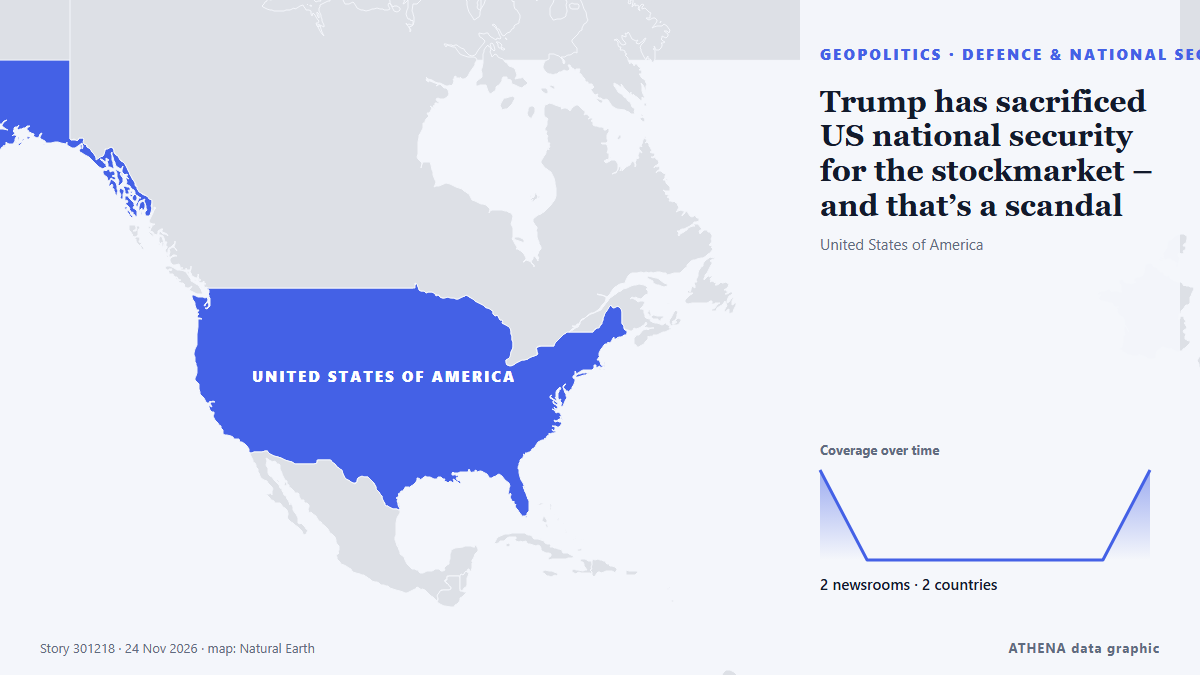 GEOPOLITICS · DEFENCE & NATIONAL SEC
Trump has sacrificed
US national security
for the stockmarket –
and that’s a scandal
United States of America
UNITED STATES OF AMERICA
Coverage over time
2 newsrooms · 2 countries
Story 301218 · 24 Nov 2026 · map: Natural Earth
ATHENA data graphic